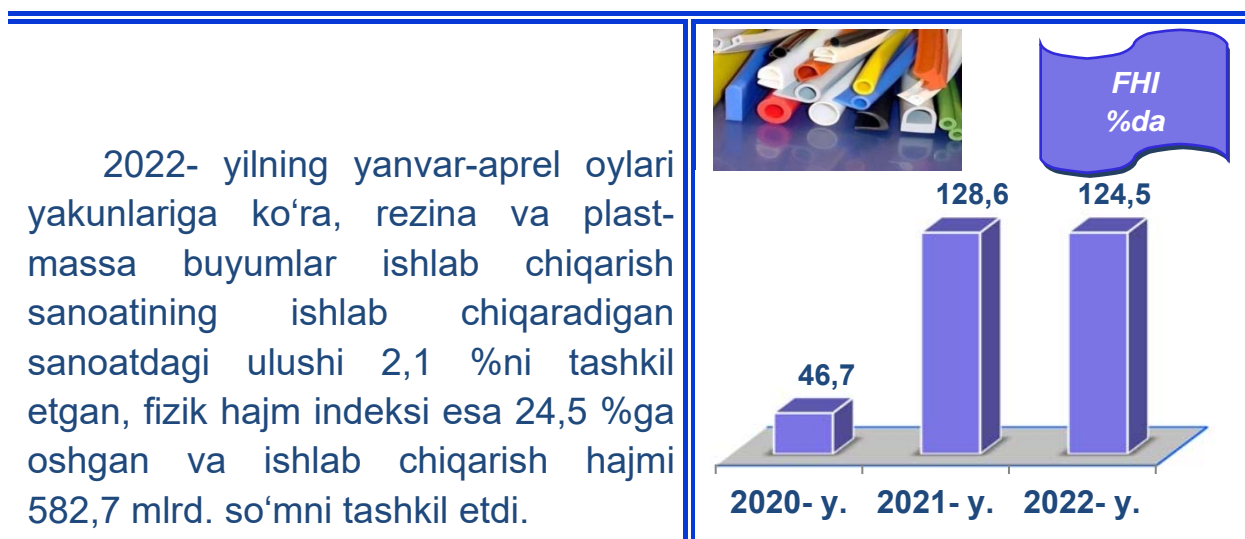 2022- yilning yanvar-aprel oylari
yakunlariga ko‘ra, rezina va plast-
massa buyumlar ishlab chiqarish
sanoatining ishlab chiqaradigan
sanoatdagi ulushi 2,1 %ni tashkil
etgan, fizik hajm indeksi esa 24,5 %ga
oshgan va ishlab chiqarish hajmi
582,7 mlrd. so‘mni tashkil etdi.
FHI
%da
128,6 124,5
46,7
2020- y. 2021- y. 2022- y.